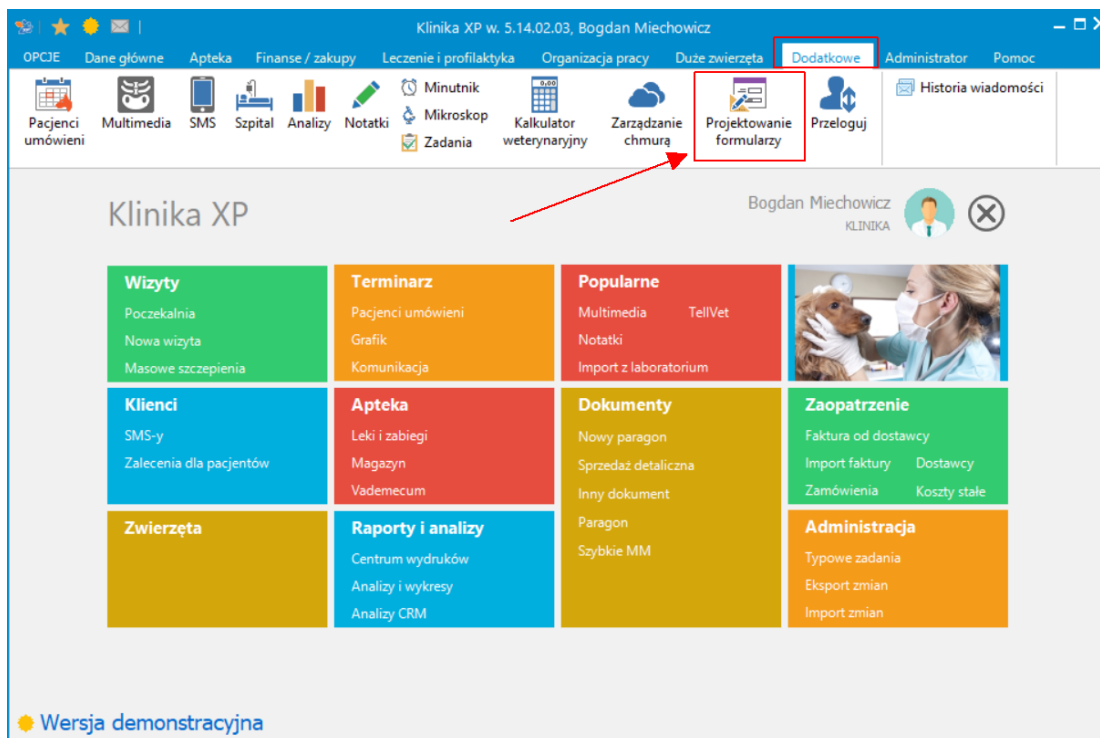 Klinika XP w. 5.14.02.03, Bogdan Miechowicz
OPCJE Dane główne Apteka Finanse / zakupy Leczenie i profilaktyka Organizacja pracy Duże zwierzęta Dodatkowe Administrator Pomoc
Pacjenci umówieni
Multimedia
SMS
Szpital
Analizy
Notatki
Minutnik
Mikroskop
Zadania
Kalkulator weterynaryjny
Zarządzanie chmurą
Projektowanie formularzy
Przeloguj
Historia wiadomości
Klinika XP
Bogdan Miechowicz
KLINIKA
Wizyty
Poczekalnia
Nowa wizyta
Masowe szczepienia
Terminarz
Pacjenci umówieni
Grafik
Komunikacja
Popularne
Multimedia TellVet
Notatki
Import z laboratorium
Klienci
SMS-y
Zalecenia dla pacjentów
Apteka
Leki i zabiegi
Magazyn
Vademecum
Dokumenty
Nowy paragon
Sprzedaż detaliczna
Inny dokument
Paragon
Szybkie MM
Zaopatrzenie
Faktura od dostawcy
Import faktury Dostawcy
Zamówienia Koszty stałe
Zwierzęta
Raporty i analizy
Centrum wydruków
Analizy i wykresy
Analizy CRM
Administracja
Typowe zadania
Eksport zmian
Import zmian
Wersja demonstracyjna